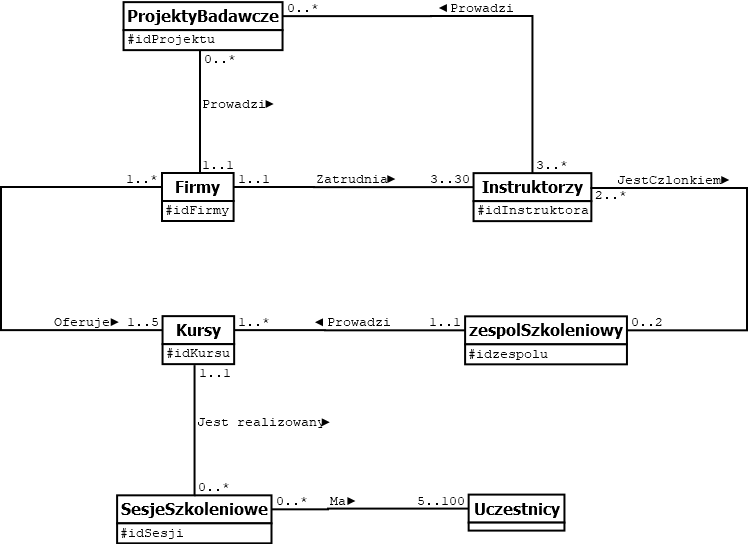 ProjektyBadawcze 0..* ◄ Prowadzi
#idProjektu
0..*
Prowadzi►
1..1 3..*
1..* Firmy 1..1 Zatrudnia► 3..30 Instruktorzy JestCzlonkiem►
2..*
#idFirmy #idInstruktora
Oferuje► 1..5 Kursy 1..* ◄ Prowadzi 1..1 zespolSzkoleniowy 0..2
#idKursu #idzespolu
1..1
Jest realizowany►
0..*
SesjeSzkoleniowe 0..* Ma► 5..100 Uczestnicy
#idSesji